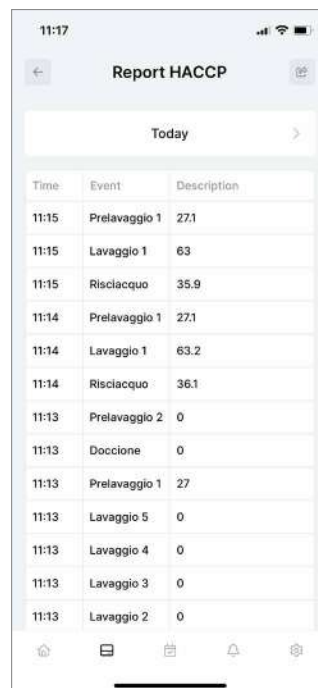 11:17
Report HACCP
Today
Time Event Description
11:15 Prelavaggio 1 27.1
11:15 Lavaggio 1 63
11:15 Risciacquo 35.9
11:14 Prelavaggio 1 27.1
11:14 Lavaggio 1 63.2
11:14 Risciacquo 36.1
11:13 Prelavaggio 2 0
11:13 Doccione 0
11:13 Prelavaggio 1 27
11:13 Lavaggio 5 0
11:13 Lavaggio 4 0
11:13 Lavaggio 3 0
11:13 Lavaggio 2 0